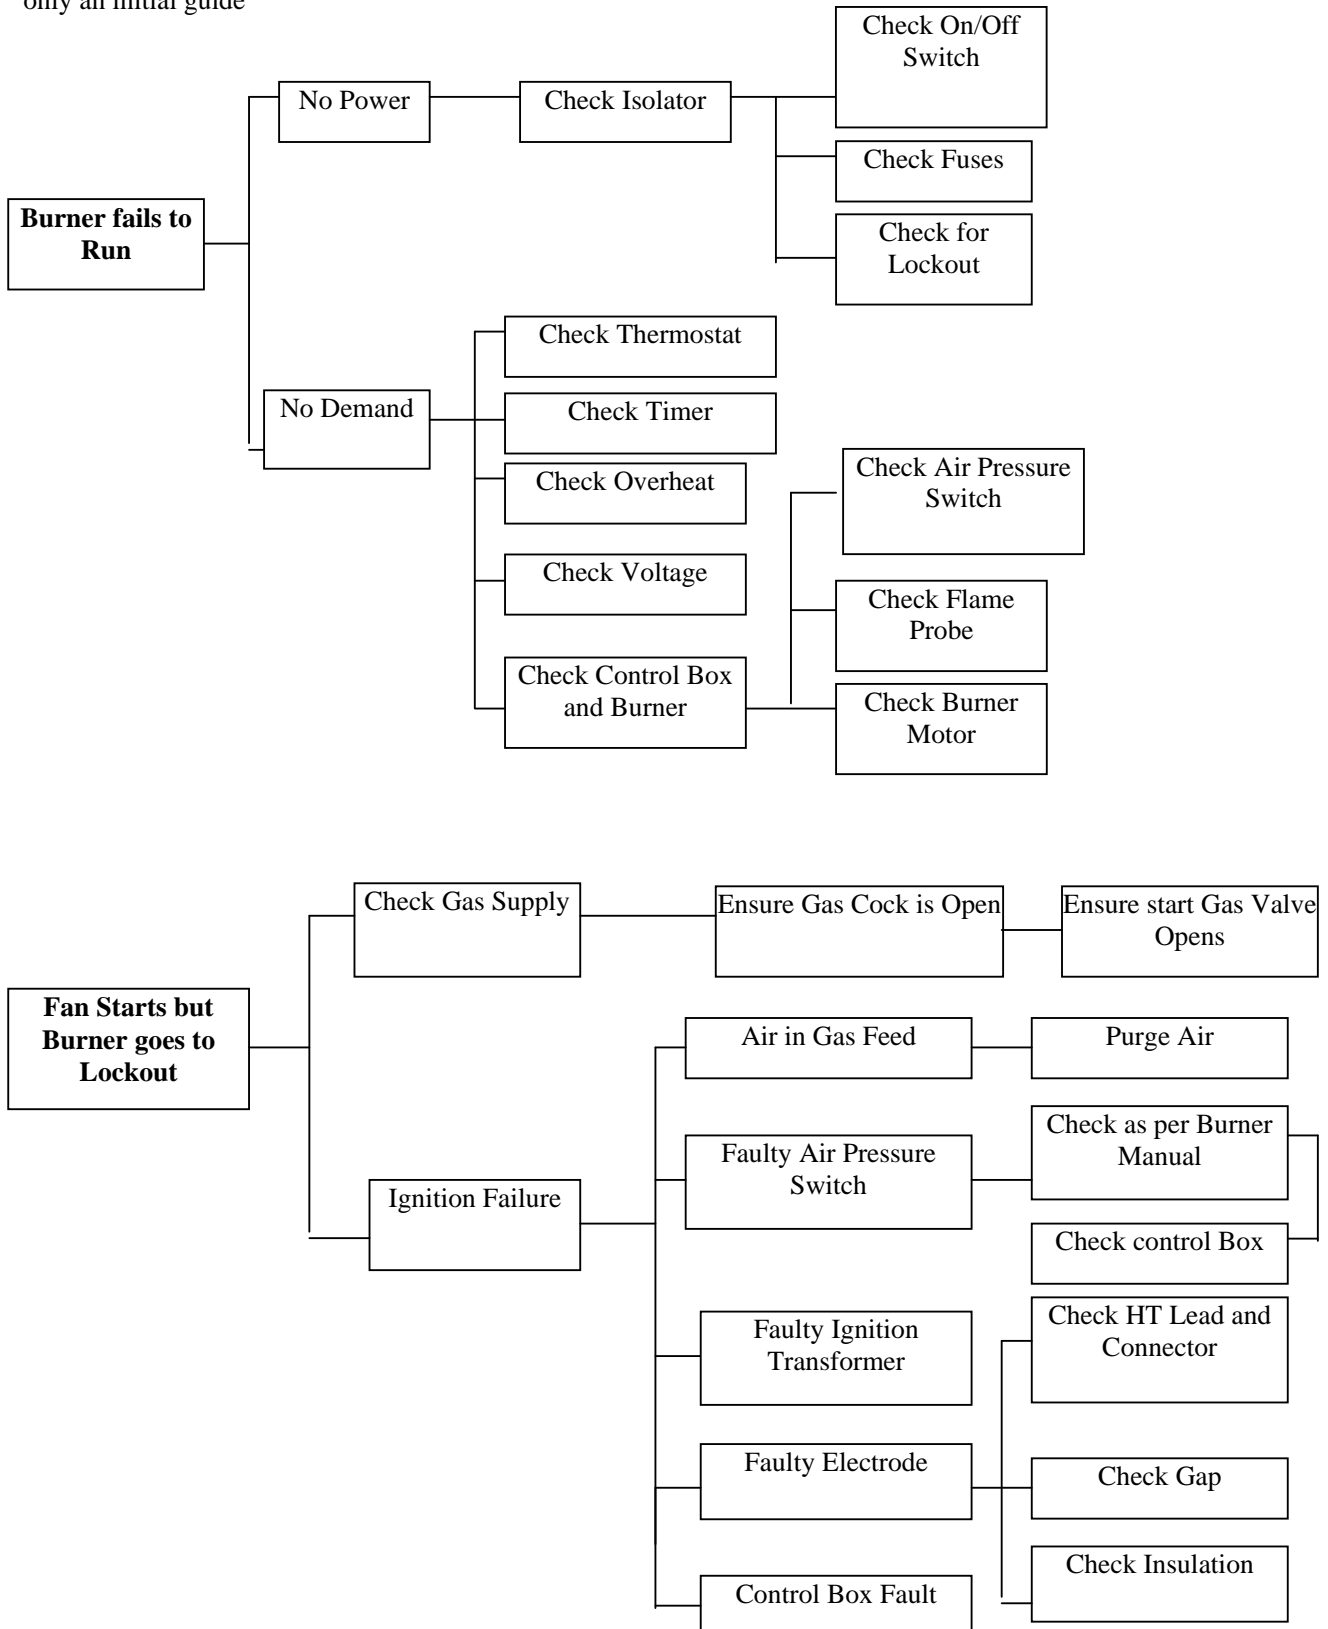 only an initial guide
Check On/Off
Switch
No Power
Check Isolator
Check Fuses
Burner fails to
Run
Check for
Lockout
Check Thermostat
No Demand
Check Timer
Check Overheat
Check Air Pressure
Switch
Check Voltage
Check Flame
Probe
Check Control Box
and Burner
Check Burner
Motor
Check Gas Supply
Ensure Gas Cock is Open
Ensure start Gas Valve
Opens
Fan Starts but
Burner goes to
Lockout
Air in Gas Feed
Purge Air
Ignition Failure
Faulty Air Pressure
Switch
Check as per Burner
Manual
Check control Box
Faulty Ignition
Transformer
Check HT Lead and
Connector
Faulty Electrode
Check Gap
Check Insulation
Control Box Fault